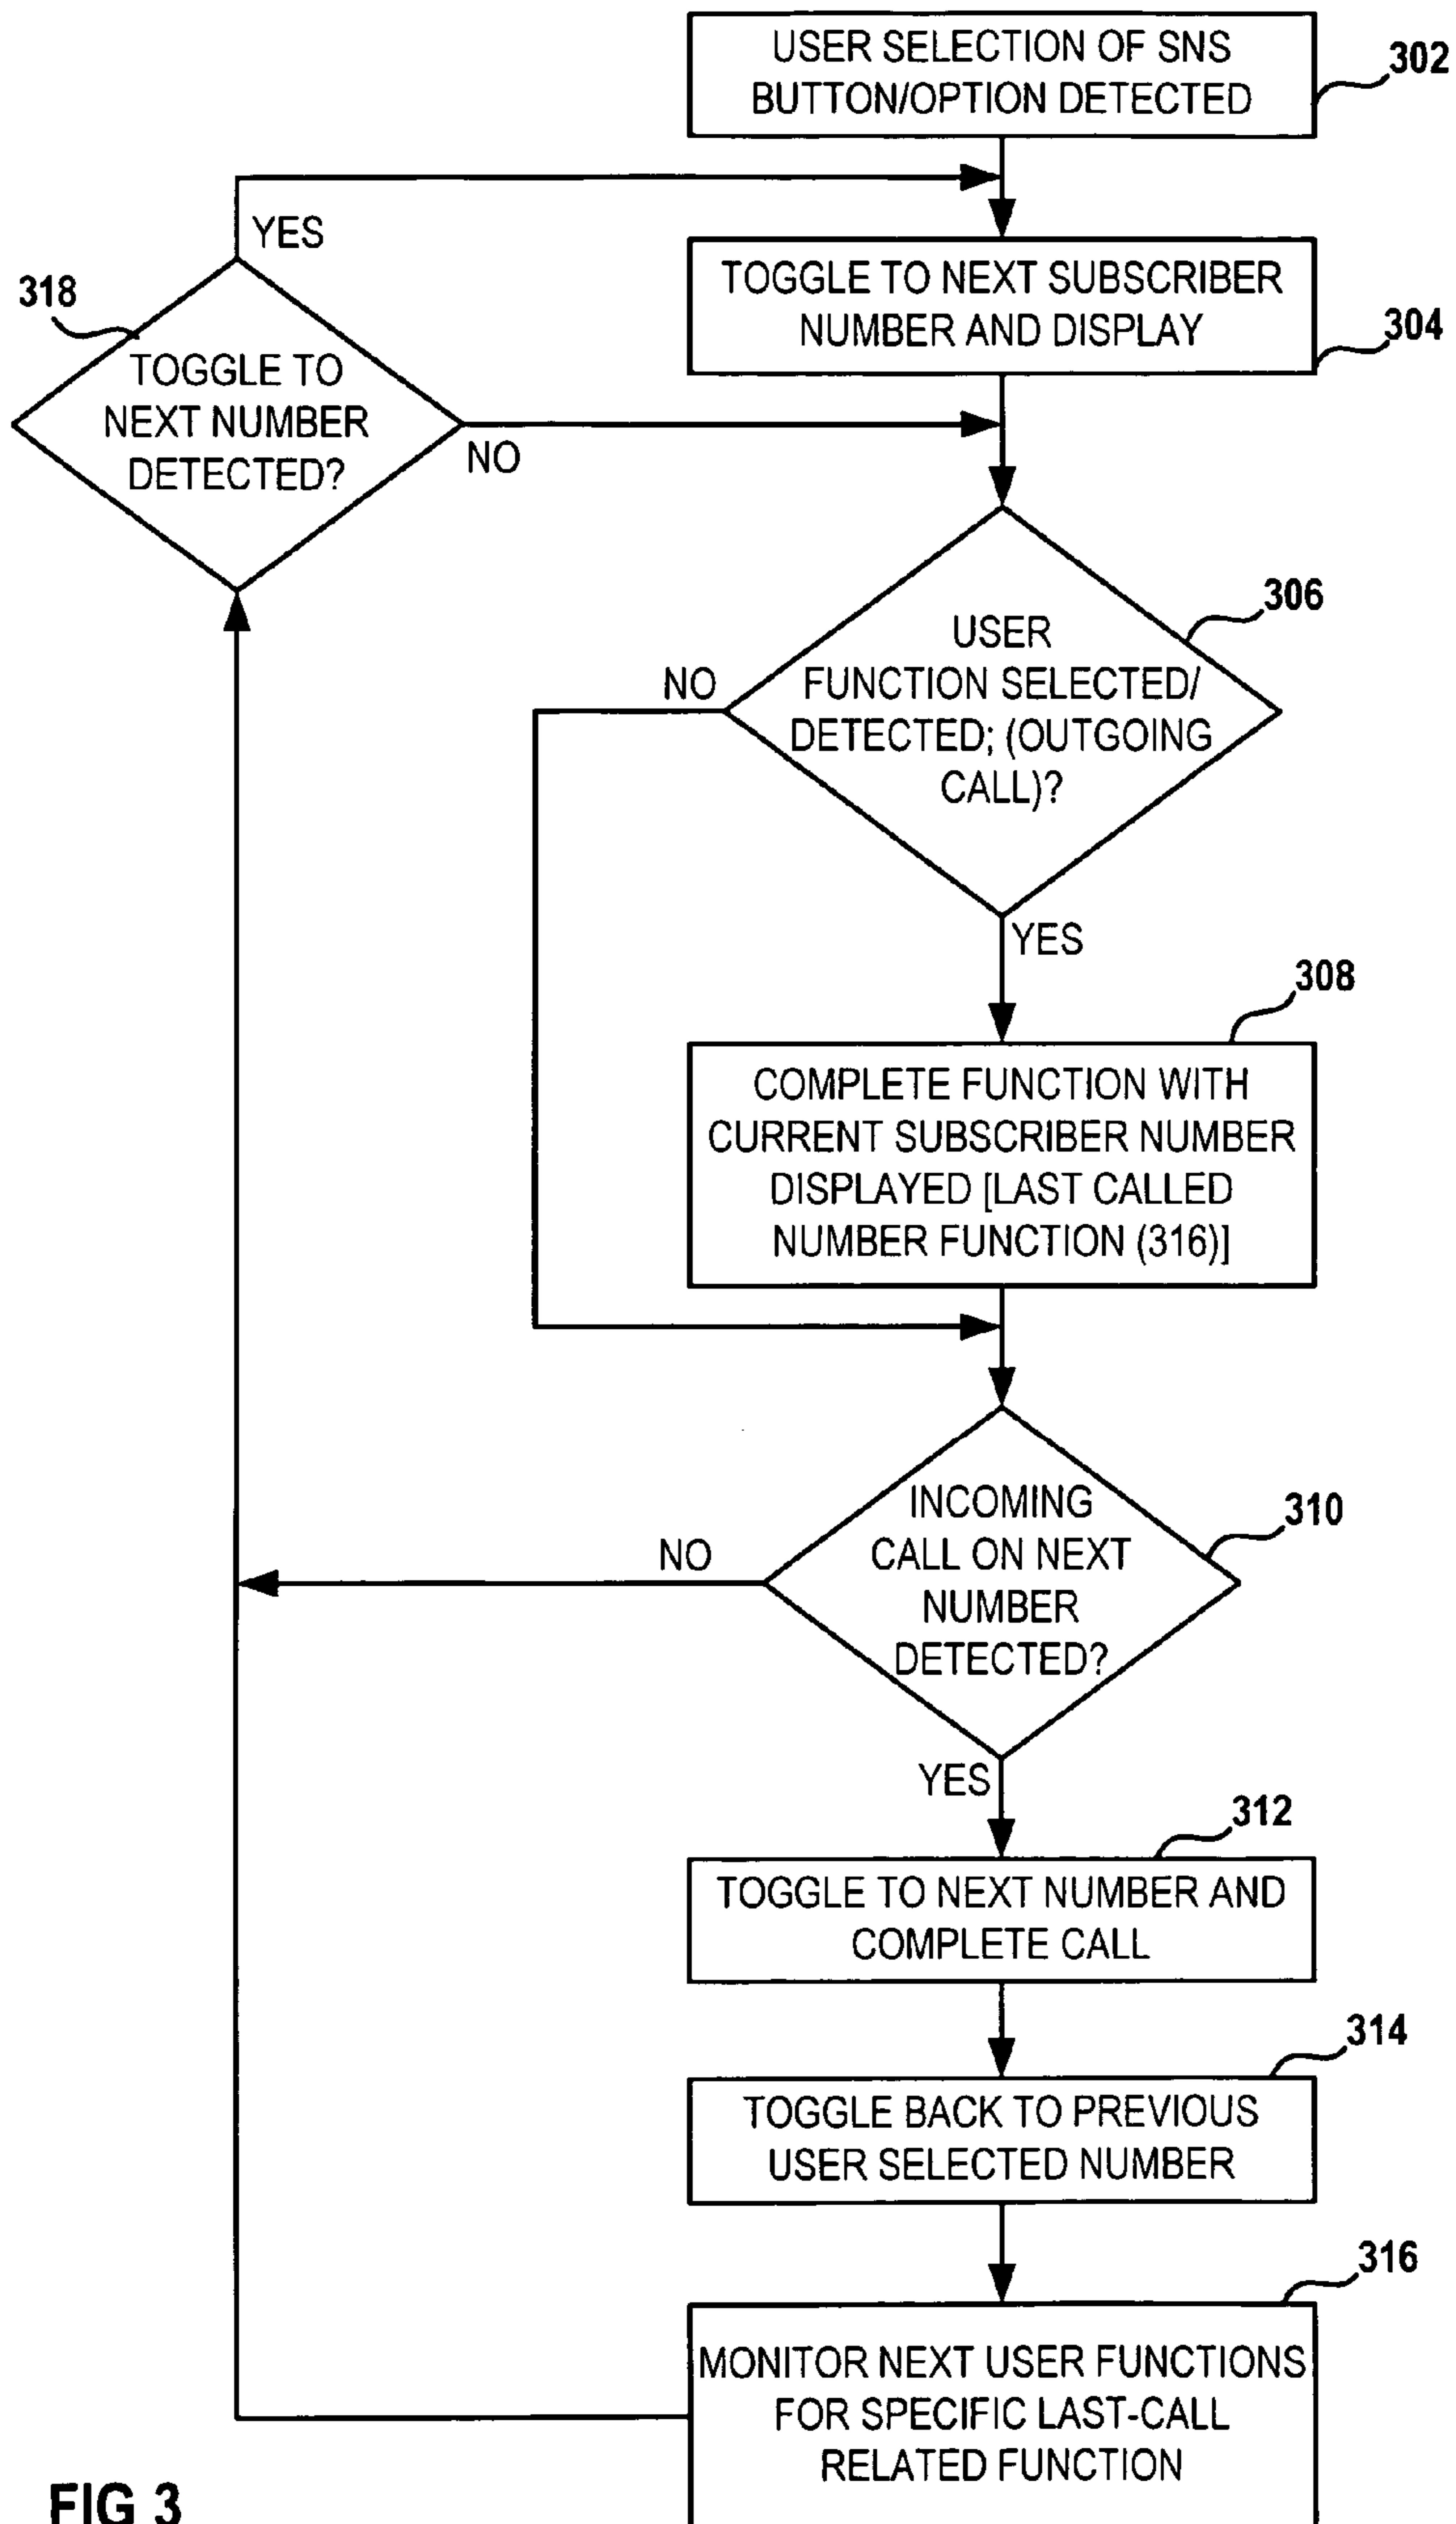 USER SELECTION OF SNS
BUTTON/OPTION DETECTED
302
YES
TOGGLE TO NEXT SUBSCRIBER
NUMBER AND DISPLAY
304
318
TOGGLE TO
NEXT NUMBER
DETECTED?
NO
306
USER
FUNCTION SELECTED/
DETECTED; (OUTGOING
CALL)?
NO
YES
308
COMPLETE FUNCTION WITH
CURRENT SUBSCRIBER NUMBER
DISPLAYED [LAST CALLED
NUMBER FUNCTION (316)]
310
INCOMING
CALL ON NEXT
NUMBER
DETECTED?
NO
YES
312
TOGGLE TO NEXT NUMBER AND
COMPLETE CALL
314
TOGGLE BACK TO PREVIOUS
USER SELECTED NUMBER
316
MONITOR NEXT USER FUNCTIONS
FOR SPECIFIC LAST-CALL
RELATED FUNCTION
FIG 3